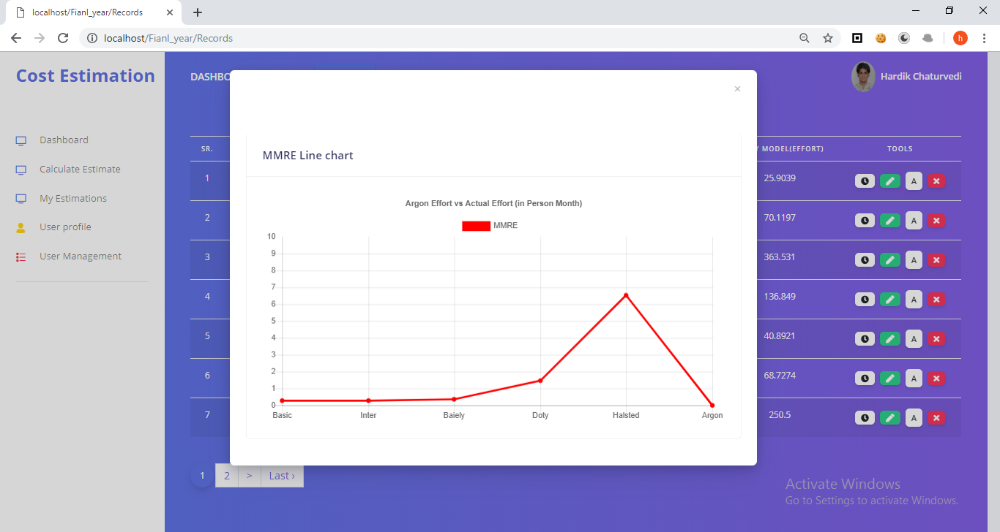 localhost/Fianl_year/Records
localhost/Fianl_year/Records
h
Cost Estimation
DASHBO
Hardik Chaturvedi
Dashboard
Calculate Estimate
My Estimations
User profile
User Management
×
MMRE Line chart
Argon Effort vs Actual Effort (in Person Month)
MMRE
10
9
8
7
6
5
4
3
2
1
0
Basic Inter Baiely Doty Halsted Argon
SR. Y MODEL(EFFORT) TOOLS
1 25.9039 A
2 70.1197 A
3 363.531 A
4 136.849 A
5 40.8921 A
6 68.7274 A
7 250.5 A
1 2 > Last ›
Activate Windows
Go to Settings to activate Windows.